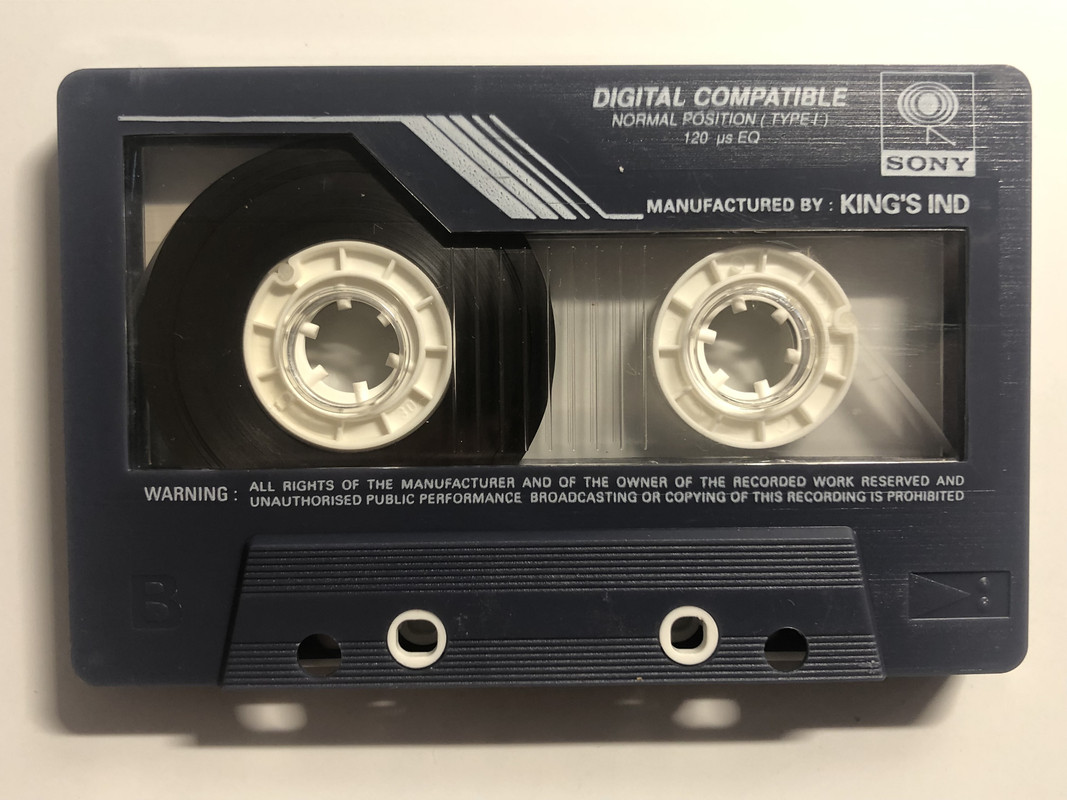 DIGITAL COMPATIBLE
NORMAL POSITION ( TYPE-I )
120 µs EQ
SONY
MANUFACTURED BY : KING'S IND
WARNING : ALL RIGHTS OF THE MANUFACTURER AND OF THE OWNER OF THE RECORDED WORK RESERVED AND
UNAUTHORISED PUBLIC PERFORMANCE BROADCASTING OR COPYING OF THIS RECORDING IS PROHIBITED
B